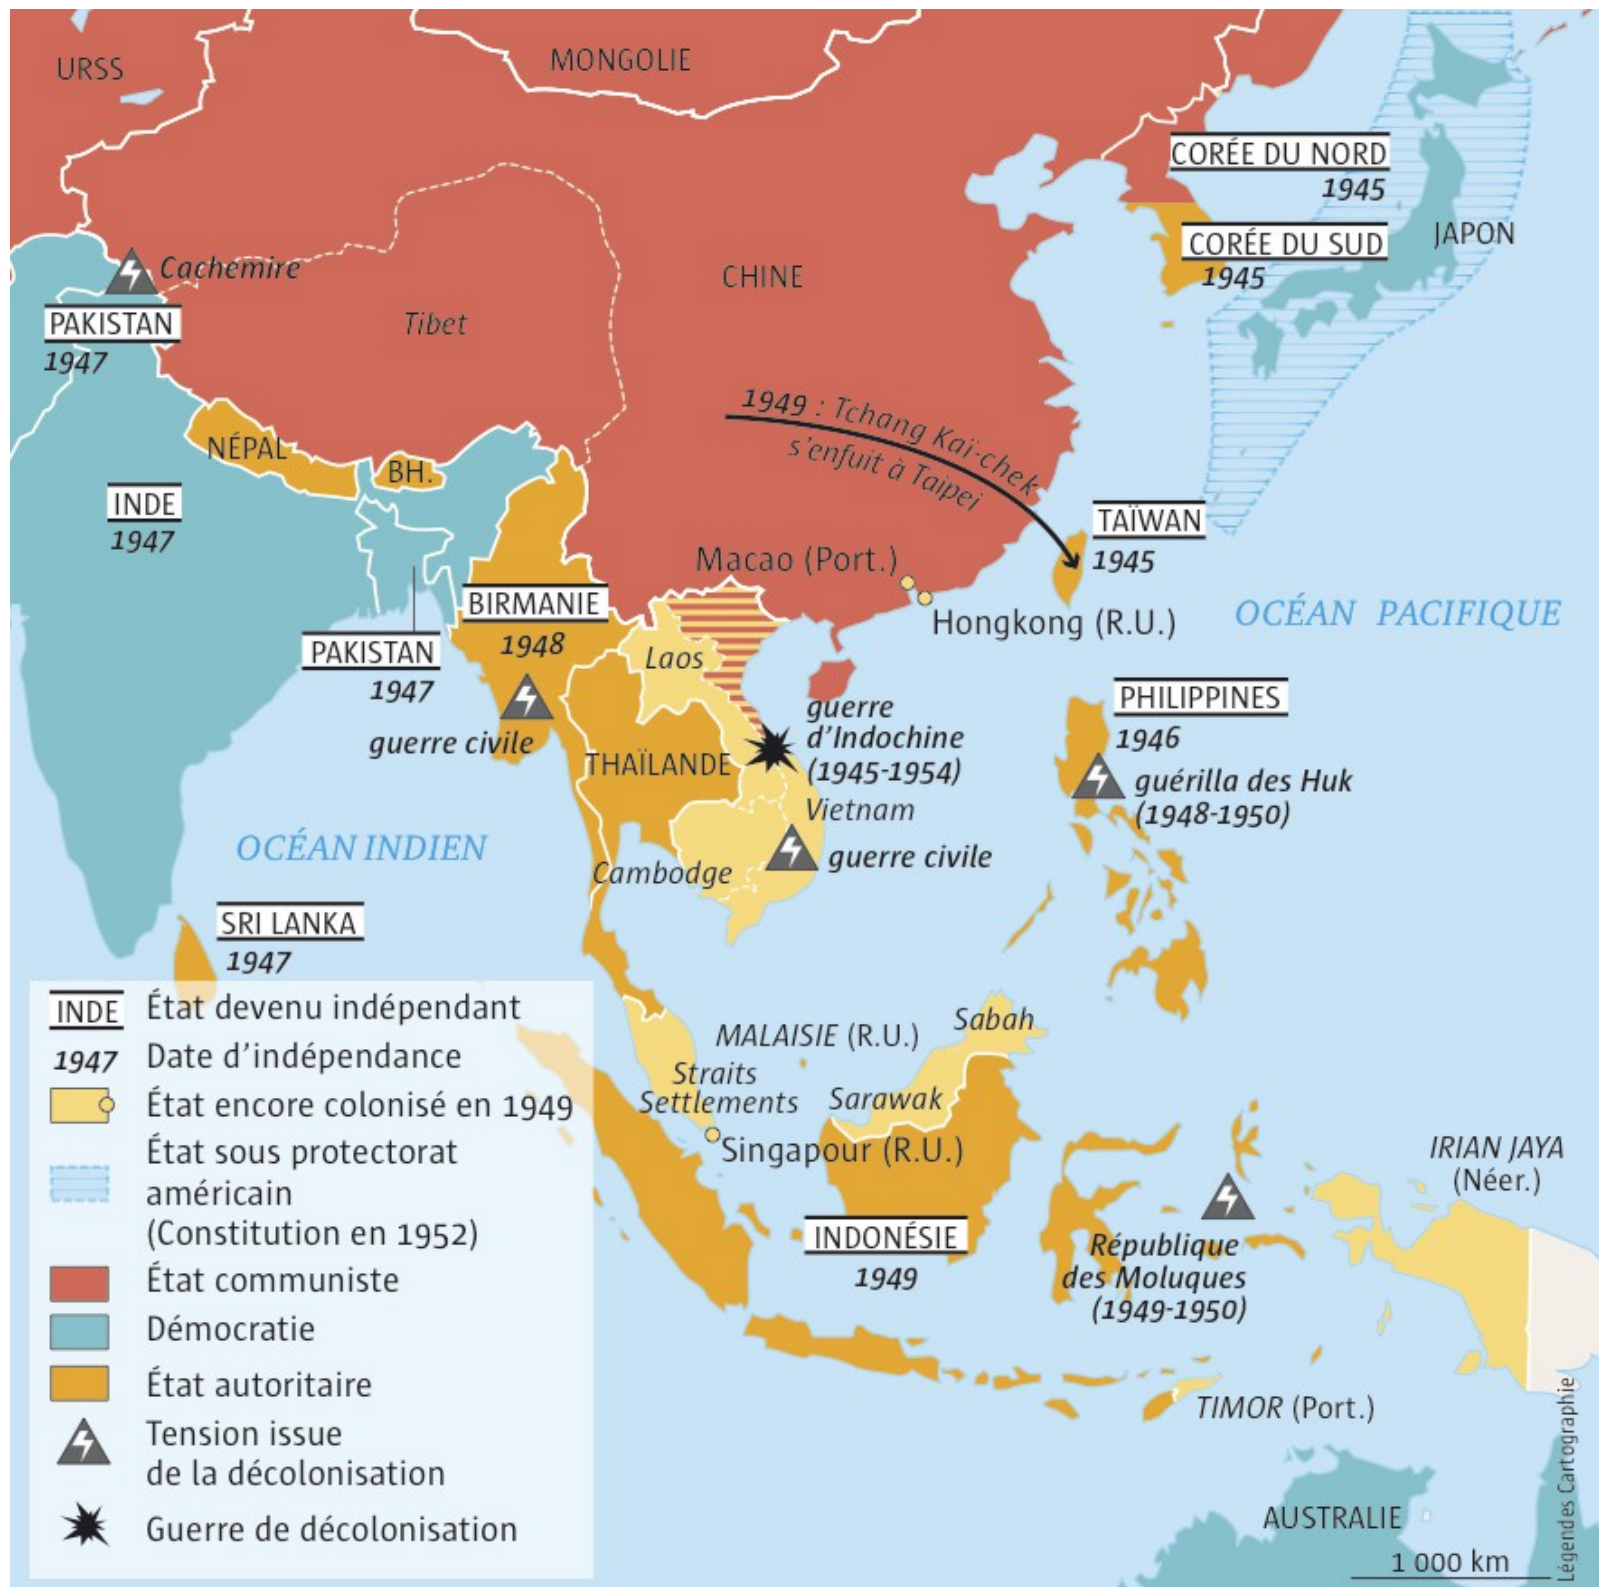 URSS
MONGOLIE
CORÉE DU NORD
1945
CORÉE DU SUD
1945
JAPON
Cachemire
PAKISTAN
1947
Tibet
CHINE
1949 : Tchang Kaï-chek
s'enfuit à Taipei
NÉPAL
BH.
INDE
1947
TAÏWAN
1945
Macao (Port.)
Hongkong (R.U.)
OCÉAN PACIFIQUE
BIRMANIE
1948
PAKISTAN
1947
Laos
guerre civile
THAÏLANDE
guerre
d'Indochine
(1945-1954)
Vietnam
guerre civile
Cambodge
PHILIPPINES
1946
guérilla des Huk
(1948-1950)
OCÉAN INDIEN
SRI LANKA
1947
MALAISIE (R.U.)
Sabah
Straits
Settlements
Sarawak
Singapour (R.U.)
INDONÉSIE
1949
République
des Moluques
(1949-1950)
IRIAN JAYA
(Néer.)
TIMOR (Port.)
AUSTRALIE
1 000 km
Légendes Cartographie
INDE État devenu indépendant
1947 Date d'indépendance
État encore colonisé en 1949
État sous protectorat
américain
(Constitution en 1952)
État communiste
Démocratie
État autoritaire
Tension issue
de la décolonisation
Guerre de décolonisation